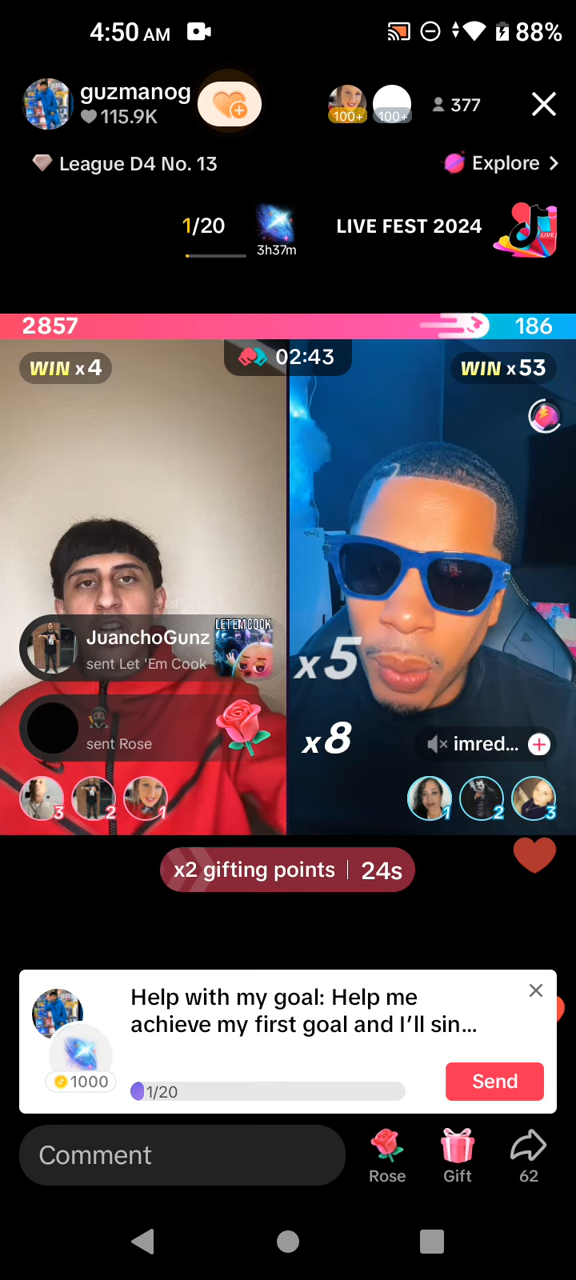 4:50 AM
88%
guzmanog
115.9K
100+
100+
377
League D4 No. 13
Explore
1/20
3h37m
LIVE FEST 2024
LIVE
2857
186
WIN x4
02:43
WIN x53
JuanchoGunz
sent Let 'Em Cook
LET EM COOK
x5
sent Rose
x8
imred...
3
2
1
1
2
3
x2 gifting points | 24s
Help with my goal: Help me
achieve my first goal and I'll sin...
1000
1/20
Send
Comment
Rose
Gift
62